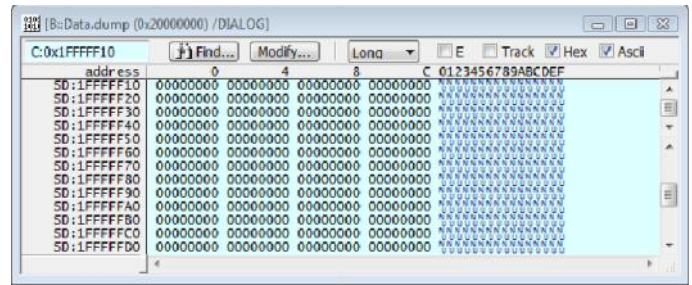 [B::Data.dump (0x20000000) /DIALOG]
C:0x1FFFFF10 Find... Modify... Long E Track Hex Ascii
address 0 4 8 C 0123456789ABCDEF
SD:1FFFFF10 00000000 00000000 00000000 00000000
SD:1FFFFF20 00000000 00000000 00000000 00000000
SD:1FFFFF30 00000000 00000000 00000000 00000000
SD:1FFFFF40 00000000 00000000 00000000 00000000
SD:1FFFFF50 00000000 00000000 00000000 00000000
SD:1FFFFF60 00000000 00000000 00000000 00000000
SD:1FFFFF70 00000000 00000000 00000000 00000000
SD:1FFFFF80 00000000 00000000 00000000 00000000
SD:1FFFFF90 00000000 00000000 00000000 00000000
SD:1FFFFFA0 00000000 00000000 00000000 00000000
SD:1FFFFFB0 00000000 00000000 00000000 00000000
SD:1FFFFFC0 00000000 00000000 00000000 00000000
SD:1FFFFFD0 00000000 00000000 00000000 00000000